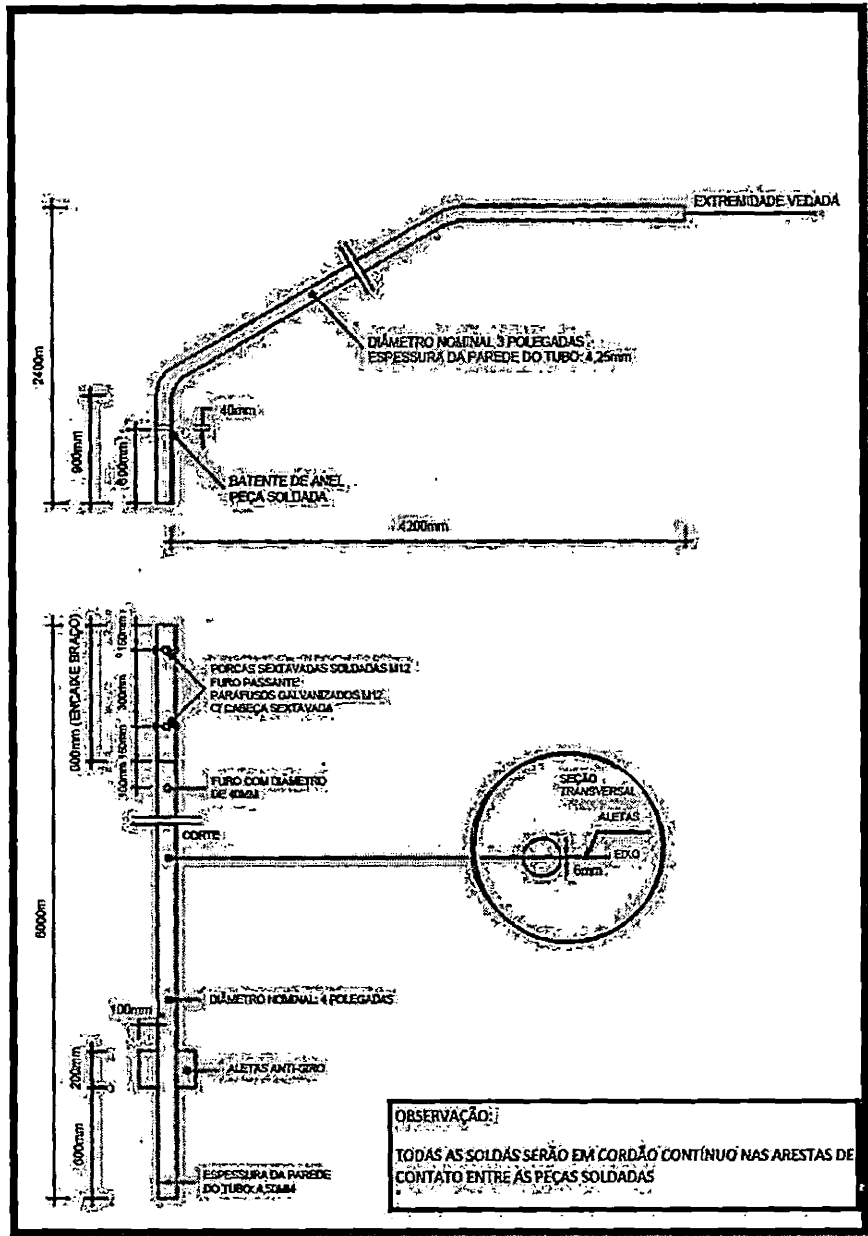 EXTREMIDADE VEDADA
2400m
DIÂMETRO NOMINAL 3 POLEGADAS
ESPESSURA DA PAREDE DO TUBO: 4,25mm
40mm
900mm
600mm
BATENTE DE ANEL
PEÇA SOLDADA
4200mm
600mm (ENCAIXE BRAÇO)
150mm
300mm
150mm
100mm
PORCAS SEXTAVADAS SOLDADAS M12
FURO PASSANTE
PARAFUSOS GALVANIZADOS M12
C/ CABEÇA SEXTAVADA
FURO COM DIAMETRO
DE 40MM
SEÇÃO
TRANSVERSAL
ALETAS
CORTE
EIXO
6mm
6000m
DIÂMETRO NOMINAL: 4 POLEGADAS
100mm
200mm
ALETAS ANTI-GIRO
600mm
ESPESSURA DA PAREDE
DO TUBO: 4,50MM
OBSERVAÇÃO:
TODAS AS SOLDAS SERÃO EM CORDÃO CONTÍNUO NAS ARESTAS DE
CONTATO ENTRE AS PEÇAS SOLDADAS